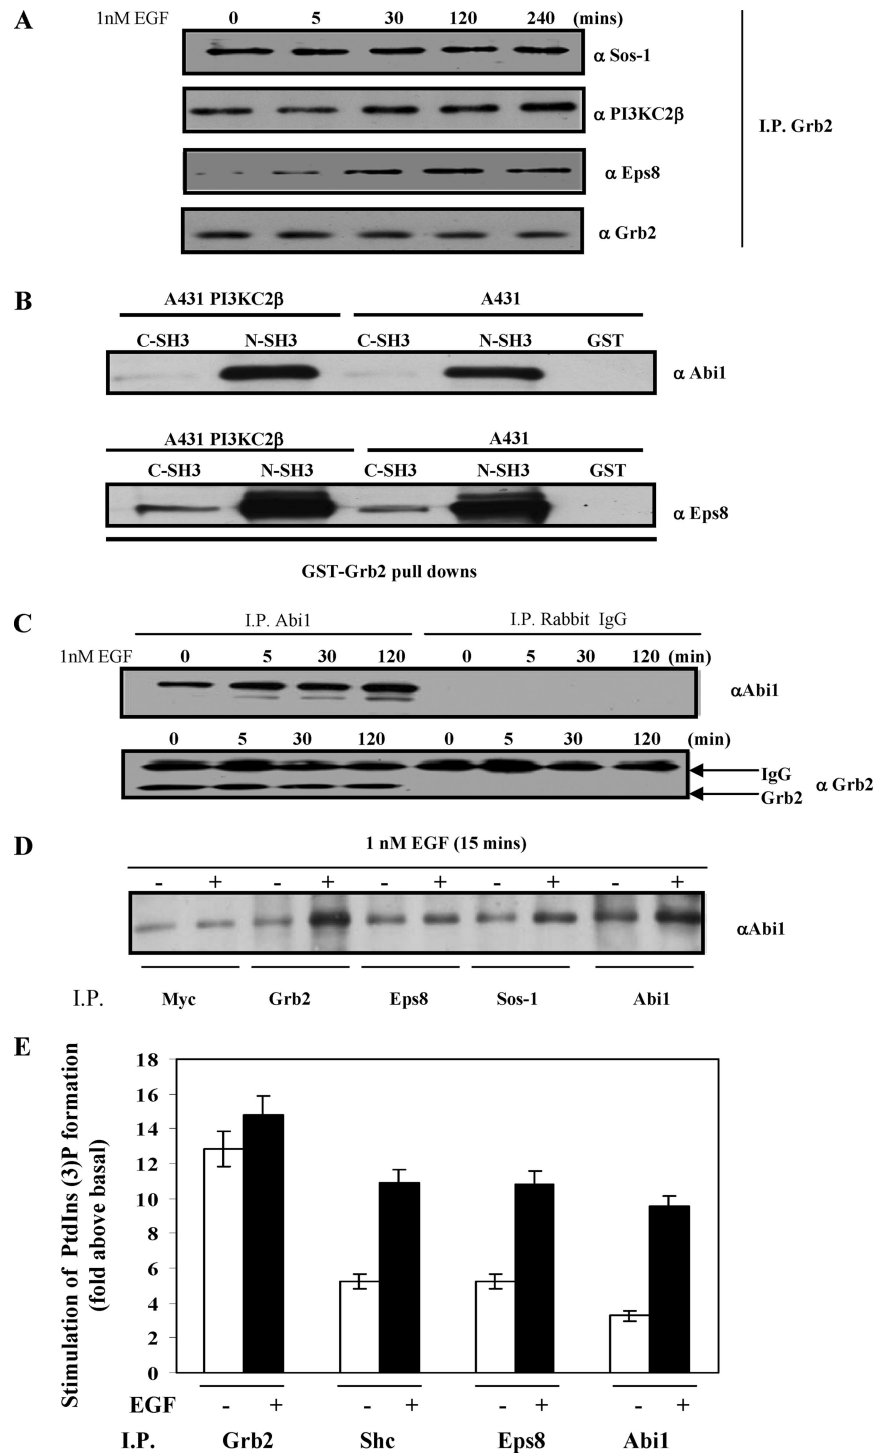 A
1nM EGF 0 5 30 120 240 (mins)
α Sos-1
α PI3KC2β
I.P. Grb2
α Eps8
α Grb2
B
A431 PI3KC2β A431
C-SH3 N-SH3 C-SH3 N-SH3 GST
α Abi1
A431 PI3KC2β A431
C-SH3 N-SH3 C-SH3 N-SH3 GST
α Eps8
GST-Grb2 pull downs
C
I.P. Abi1 I.P. Rabbit IgG
1nM EGF 0 5 30 120 0 5 30 120 (min)
αAbi1
0 5 30 120 0 5 30 120 (min)
IgG
Grb2 α Grb2
D
1 nM EGF (15 mins)
- + - + - + - + - +
αAbi1
I.P. Myc Grb2 Eps8 Sos-1 Abi1
E
Stimulation of PtdIns (3)P formation
(fold above basal)
18
16
14
12
10
8
6
4
2
0
EGF - + - + - + - +
I.P. Grb2 Shc Eps8 Abi1